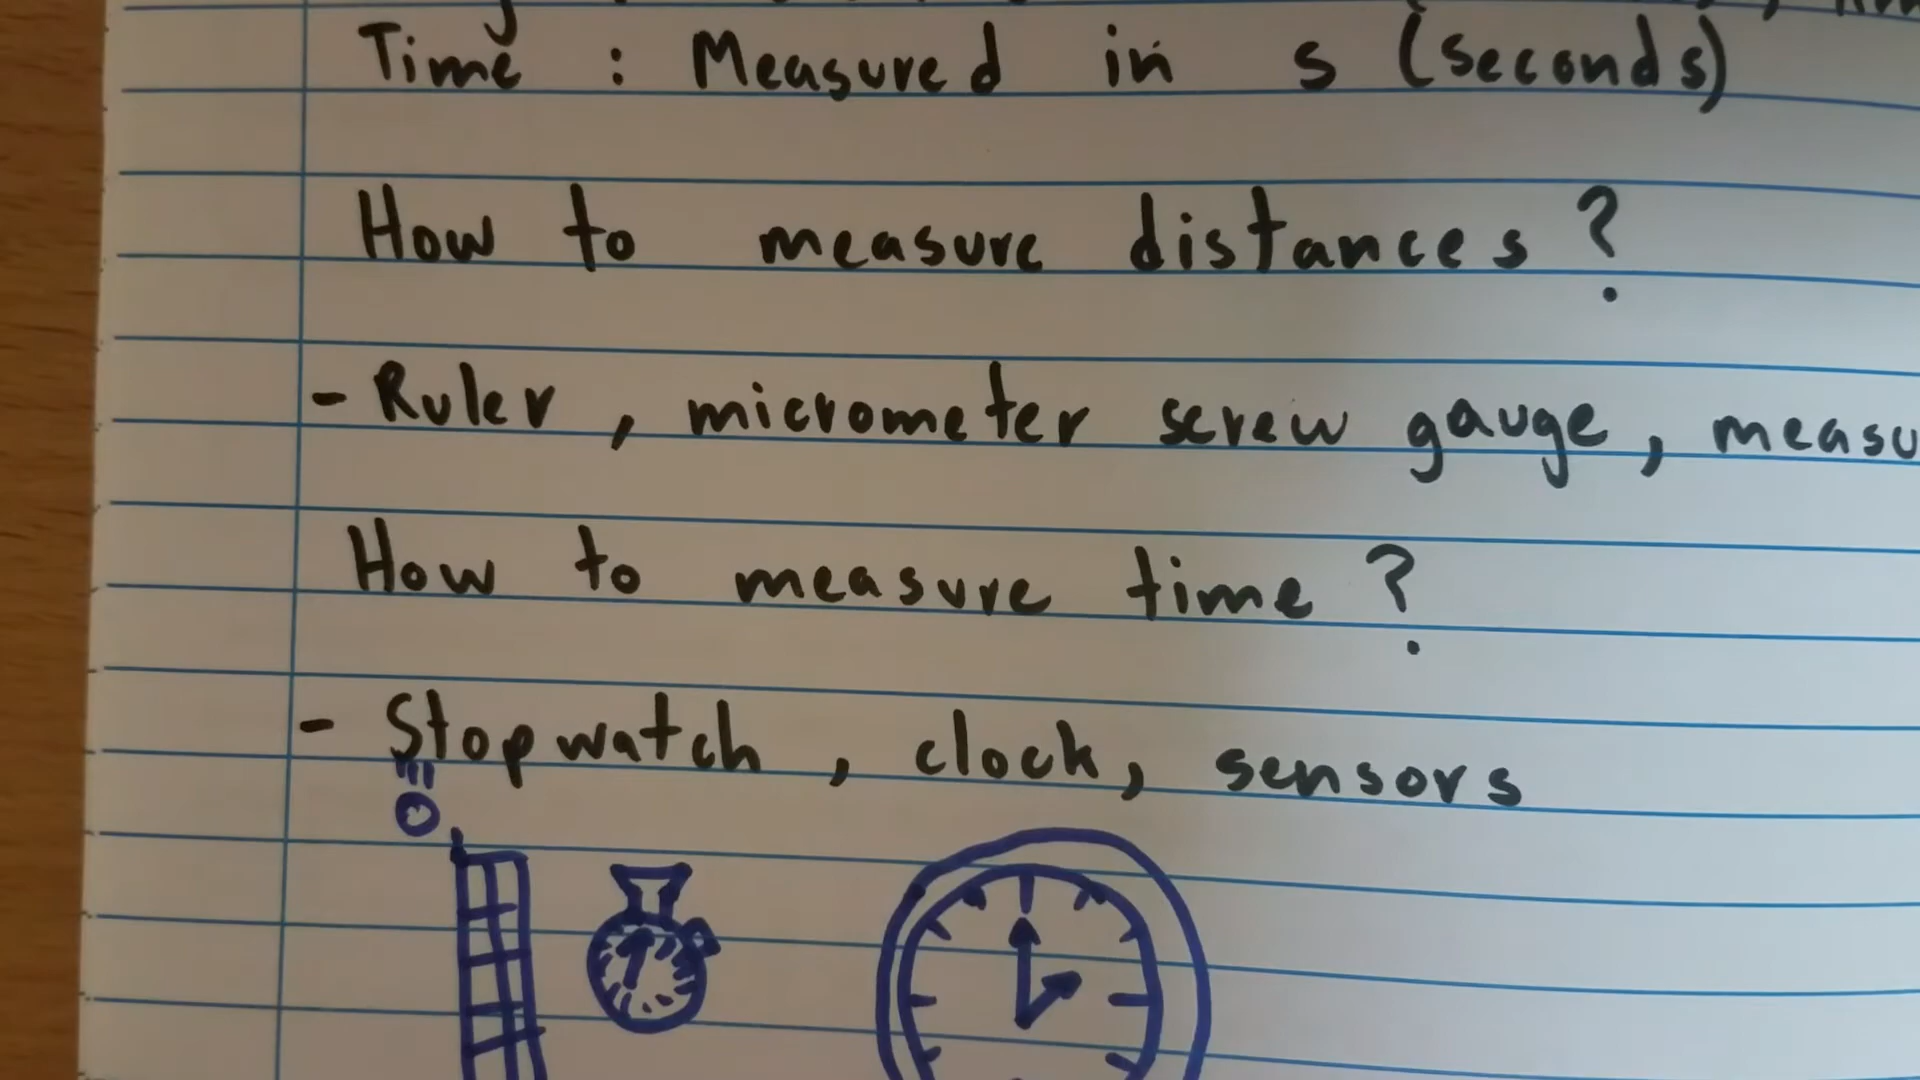 Time : Measured in s (seconds)
How to measure distances ?
- Ruler , micrometer screw gauge ,
How to measure time ?
- Stopwatch , clock, sensors